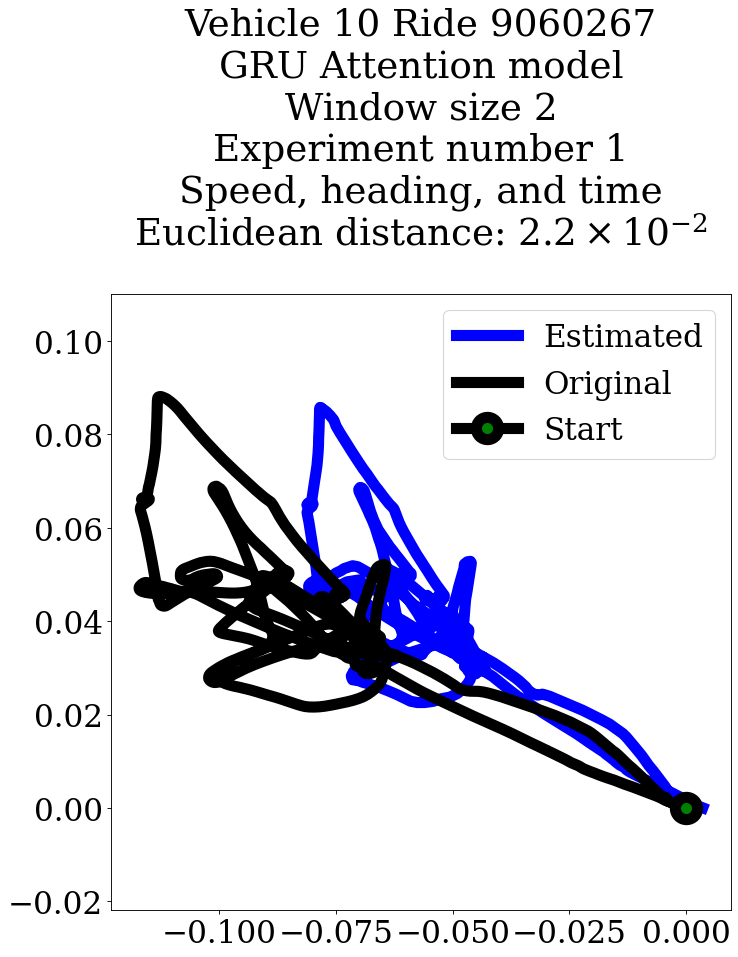 Vehicle 10 Ride 9060267
GRU Attention model
Window size 2
Experiment number 1
Speed, heading, and time
Euclidean distance: 2.2 × 10⁻²
Estimated
Original
Start
0.10
0.08
0.06
0.04
0.02
0.00
−0.02
−0.100 −0.075 −0.050 −0.025 0.000